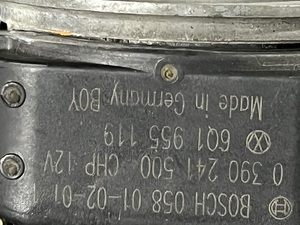 BOSCH 058 01-02-01
0 390 241 500 CHP 12V
6Q1 955 119
Made in Germany BOY